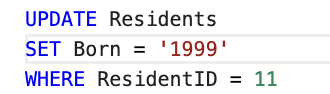 UPDATE Residents
SET Born = '1999'
WHERE ResidentID = 11